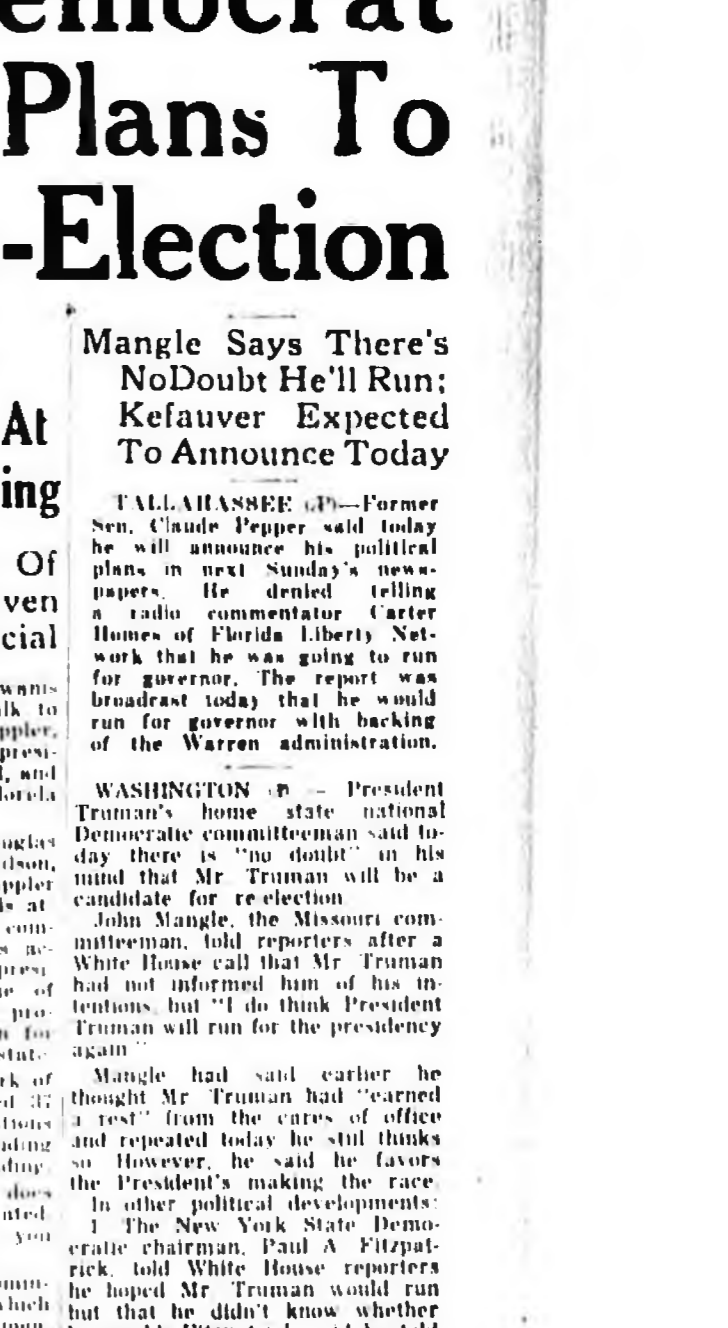 Plans To
-Election
Mangle Says There's
NoDoubt He'll Run;
Kefauver Expected
To Announce Today
TALLAHASSEE (AP)—Former
Sen. Claude Pepper said today
he will announce his political
plans in next Sunday's news-
papers. He denied telling
a radio commentator Carter
Homes of Florida Liberty Net-
work that he was going to run
for governor. The report was
broadcast today that he would
run for governor with backing
of the Warren administration.
WASHINGTON — President
Truman's home state national
Democratic committeeman said to-
day there is "no doubt" in his
mind that Mr. Truman will be a
candidate for re-election
John Mangle, the Missouri com-
mitteeman, told reporters after a
White House call that Mr Truman
had not informed him of his in-
tentions, but "I do think President
Truman will run for the presidency
again"
Mangle had said earlier he
thought Mr Truman had "earned
a rest" from the cares of office
and repeated today he still thinks
so However, he said he favors
the President's making the race
In other political developments:
1 The New York State Demo-
cratic chairman, Paul A Fitzpat-
rick, told White House reporters
he hoped Mr Truman would run
but that he didn't know whether
At
ing
Of
ven
cial